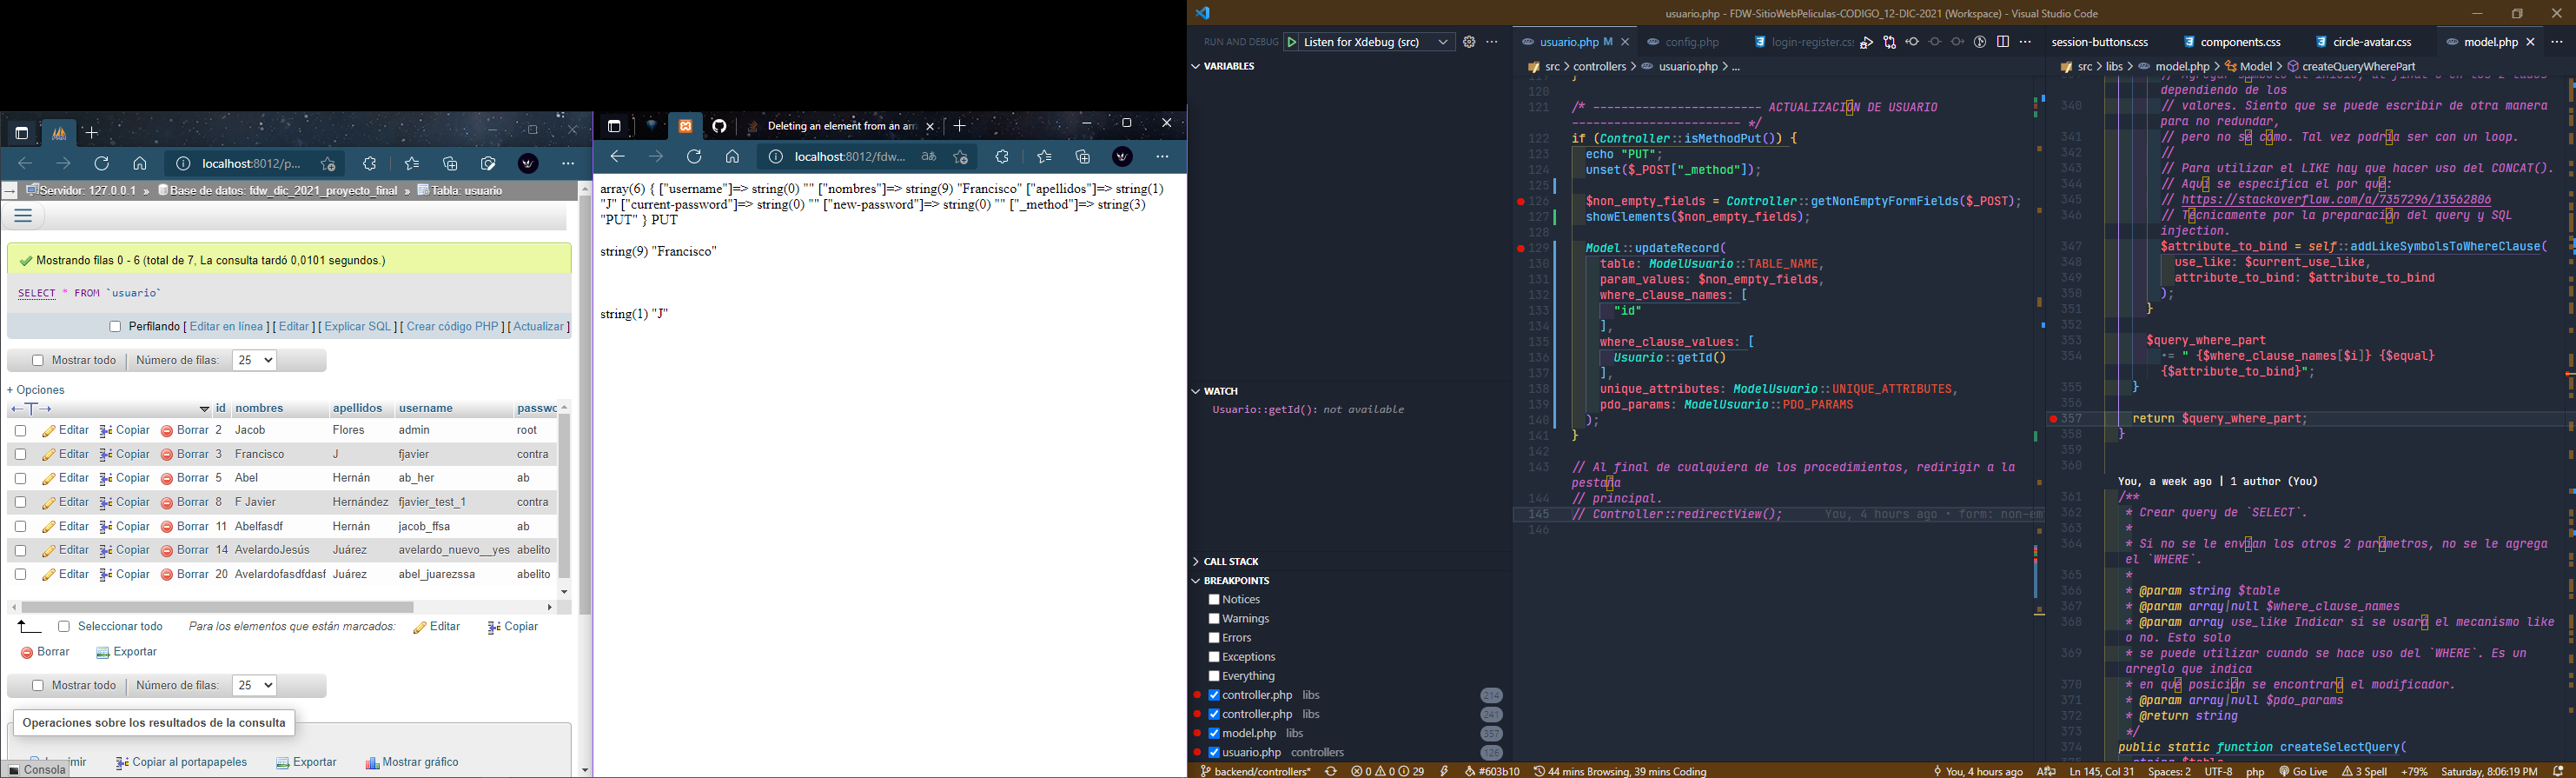 usuario.php - FDW-SitioWebPeliculas-CODIGO_12-DIC-2021 (Workspace) - Visual Studio Code
localhost:8012/p...
Servidor: 127.0.0.1 » Base de datos: fdw_dic_2021_proyecto_final » Tabla: usuario
Mostrando filas 0 - 6 (total de 7, La consulta tardó 0,0101 segundos.)
SELECT * FROM `usuario`
Perfilando [ Editar en línea ] [ Editar ] [ Explicar SQL ] [ Crear código PHP ] [ Actualizar ]
Mostrar todo Número de filas: 25
+ Opciones
id nombres apellidos username passwo
Editar Copiar Borrar 2 Jacob Flores admin root
Editar Copiar Borrar 3 Francisco J fjavier contra
Editar Copiar Borrar 5 Abel Hernán ab_her ab
Editar Copiar Borrar 8 F Javier Hernández fjavier_test_1 contra
Editar Copiar Borrar 11 Abelfasdf Hernán jacob_ffsa ab
Editar Copiar Borrar 14 AvelardoJesús Juárez avelardo_nuevo__yes abelito
Editar Copiar Borrar 20 Avelardofasdfdasf Juárez abel_juarezssa abelito
Seleccionar todo Para los elementos que están marcados: Editar Copiar
Borrar Exportar
Mostrar todo Número de filas: 25
Operaciones sobre los resultados de la consulta
Copiar al portapapeles Exportar Mostrar gráfico
Consola
Deleting an element from an arr
localhost:8012/fdw...
array(6) { ["username"]=> string(0) "" ["nombres"]=> string(9) "Francisco" ["apellidos"]=> string(1)
"J" ["current-password"]=> string(0) "" ["new-password"]=> string(0) "" ["_method"]=> string(3)
"PUT" } PUT
string(9) "Francisco"
string(1) "J"
RUN AND DEBUG Listen for Xdebug (src)
VARIABLES
WATCH
Usuario::getId(): not available
CALL STACK
BREAKPOINTS
Notices
Warnings
Errors
Exceptions
Everything
controller.php libs 214
controller.php libs 241
model.php libs 357
usuario.php controllers 126
usuario.php M config.php login-register.css
src > controllers > usuario.php > ...
120
121 /* ------------------------ ACTUALIZACIÓN DE USUARIO
------------------------ */
122 if (Controller::isMethodPut()) {
123 echo "PUT";
124 unset($_POST["_method"]);
125
126 $non_empty_fields = Controller::getNonEmptyFormFields($_POST);
127 showElements($non_empty_fields);
128
129 Model::updateRecord(
130 table: ModelUsuario::TABLE_NAME,
131 param_values: $non_empty_fields,
132 where_clause_names: [
133 "id"
134 ],
135 where_clause_values: [
136 Usuario::getId()
137 ],
138 unique_attributes: ModelUsuario::UNIQUE_ATTRIBUTES,
139 pdo_params: ModelUsuario::PDO_PARAMS
140 );
141 }
142
143 // Al final de cualquiera de los procedimientos, redirigir a la
pestaña
144 // principal.
145 // Controller::redirectView(); You, 4 hours ago • form: non-em
146
session-buttons.css components.css circle-avatar.css model.php
src > libs > model.php > Model > createQueryWherePart
dependiendo de los
340 // valores. Siento que se puede escribir de otra manera
para no redundar,
341 // pero no sé cómo. Tal vez podría ser con un loop.
342 //
343 // Para utilizar el LIKE hay que hacer uso del CONCAT().
344 // Aquí se especifica el por qué:
345 // https://stackoverflow.com/a/7357296/13562806
346 // Técnicamente por la preparación del query y SQL
injection.
347 $attribute_to_bind = self::addLikeSymbolsToWhereClause(
348 use_like: $current_use_like,
349 attribute_to_bind: $attribute_to_bind
350 );
351 }
352
353 $query_where_part
354 .= " {$where_clause_names[$i]} {$equal}
{$attribute_to_bind}";
355 }
356
357 return $query_where_part;
358 }
359
360
You, a week ago | 1 author (You)
361 /**
362 * Crear query de `SELECT`.
363 *
364 * Si no se le envían los otros 2 parámetros, no se le agrega
el `WHERE`.
365 *
366 * @param string $table
367 * @param array|null $where_clause_names
368 * @param array use_like Indicar si se usará el mecanismo like
o no. Esto solo
369 * se puede utilizar cuando se hace uso del `WHERE`. Es un
arreglo que indica
370 * en qué posición se encontrará el modificador.
371 * @param array|null $pdo_params
372 * @return string
373 */
374 public static function createSelectQuery(
backend/controllers* 0 0 29 #603b10 44 mins Browsing, 39 mins Coding You, 4 hours ago Ln 145, Col 31 Spaces: 2 UTF-8 php Go Live 3 Spell +79% Saturday, 8:06:19 PM